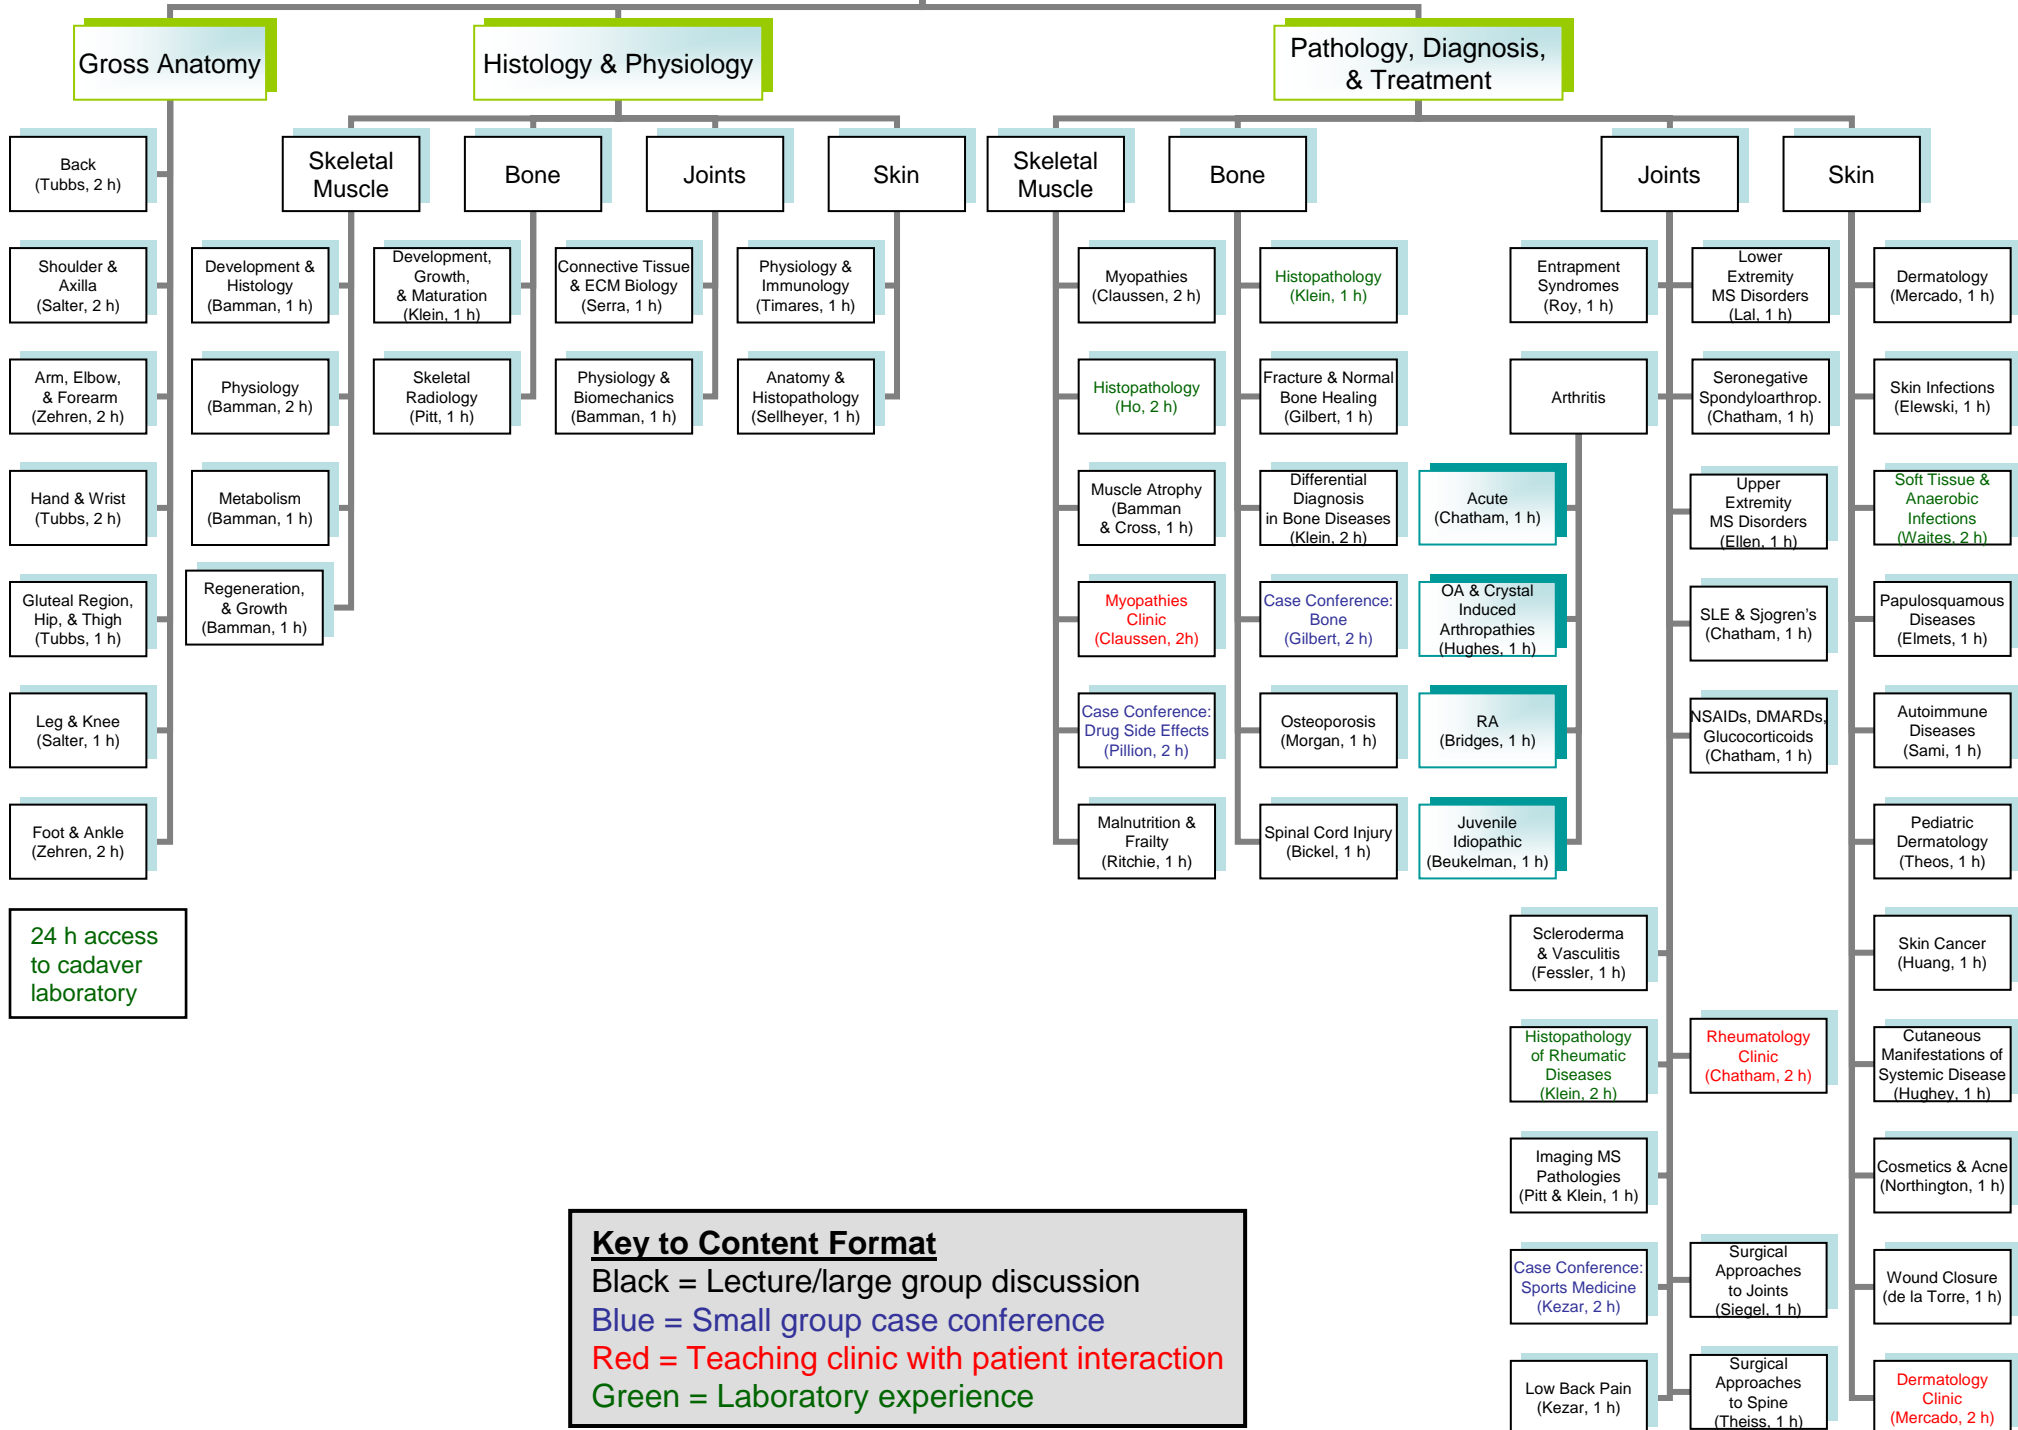 Gross Anatomy
Histology & Physiology
Pathology, Diagnosis,
& Treatment
Back
(Tubbs, 2 h)
Shoulder &
Axilla
(Salter, 2 h)
Arm, Elbow,
& Forearm
(Zehren, 2 h)
Hand & Wrist
(Tubbs, 2 h)
Gluteal Region,
Hip, & Thigh
(Tubbs, 1 h)
Leg & Knee
(Salter, 1 h)
Foot & Ankle
(Zehren, 2 h)
24 h access
to cadaver
laboratory
Skeletal
Muscle
Development &
Histology
(Bamman, 1 h)
Physiology
(Bamman, 2 h)
Metabolism
(Bamman, 1 h)
Regeneration,
& Growth
(Bamman, 1 h)
Bone
Development,
Growth,
& Maturation
(Klein, 1 h)
Skeletal
Radiology
(Pitt, 1 h)
Joints
Connective Tissue
& ECM Biology
(Serra, 1 h)
Physiology &
Biomechanics
(Bamman, 1 h)
Skin
Physiology &
Immunology
(Timares, 1 h)
Anatomy &
Histopathology
(Sellheyer, 1 h)
Skeletal
Muscle
Myopathies
(Claussen, 2 h)
Histopathology
(Ho, 2 h)
Muscle Atrophy
(Bamman
& Cross, 1 h)
Myopathies
Clinic
(Claussen, 2h)
Case Conference:
Drug Side Effects
(Pillion, 2 h)
Malnutrition &
Frailty
(Ritchie, 1 h)
Bone
Histopathology
(Klein, 1 h)
Fracture & Normal
Bone Healing
(Gilbert, 1 h)
Differential
Diagnosis
in Bone Diseases
(Klein, 2 h)
Case Conference:
Bone
(Gilbert, 2 h)
Osteoporosis
(Morgan, 1 h)
Spinal Cord Injury
(Bickel, 1 h)
Joints
Entrapment
Syndromes
(Roy, 1 h)
Lower
Extremity
MS Disorders
(Lal, 1 h)
Arthritis
Acute
(Chatham, 1 h)
OA & Crystal
Induced
Arthropathies
(Hughes, 1 h)
RA
(Bridges, 1 h)
Juvenile
Idiopathic
(Beukelman, 1 h)
Seronegative
Spondyloarthrop.
(Chatham, 1 h)
Upper
Extremity
MS Disorders
(Ellen, 1 h)
SLE & Sjogren's
(Chatham, 1 h)
NSAIDs, DMARDs,
Glucocorticoids
(Chatham, 1 h)
Scleroderma
& Vasculitis
(Fessler, 1 h)
Histopathology
of Rheumatic
Diseases
(Klein, 2 h)
Rheumatology
Clinic
(Chatham, 2 h)
Imaging MS
Pathologies
(Pitt & Klein, 1 h)
Case Conference:
Sports Medicine
(Kezar, 2 h)
Surgical
Approaches
to Joints
(Siegel, 1 h)
Low Back Pain
(Kezar, 1 h)
Surgical
Approaches
to Spine
(Theiss, 1 h)
Skin
Dermatology
(Mercado, 1 h)
Skin Infections
(Elewski, 1 h)
Soft Tissue &
Anaerobic
Infections
(Waites, 2 h)
Papulosquamous
Diseases
(Elmets, 1 h)
Autoimmune
Diseases
(Sami, 1 h)
Pediatric
Dermatology
(Theos, 1 h)
Skin Cancer
(Huang, 1 h)
Cutaneous
Manifestations of
Systemic Disease
(Hughey, 1 h)
Cosmetics & Acne
(Northington, 1 h)
Wound Closure
(de la Torre, 1 h)
Dermatology
Clinic
(Mercado, 2 h)
Key to Content Format
Black = Lecture/large group discussion
Blue = Small group case conference
Red = Teaching clinic with patient interaction
Green = Laboratory experience